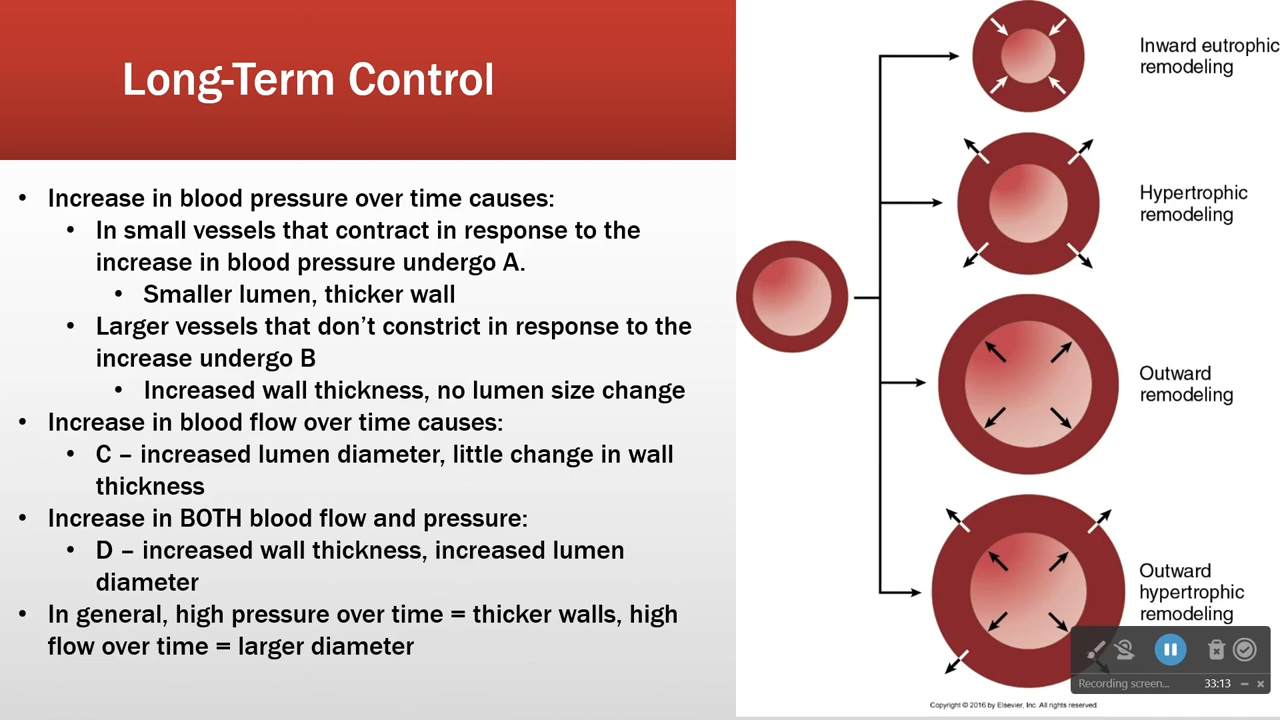 Long-Term Control
• Increase in blood pressure over time causes:
• In small vessels that contract in response to the
increase in blood pressure undergo A.
• Smaller lumen, thicker wall
• Larger vessels that don’t constrict in response to the
increase undergo B
• Increased wall thickness, no lumen size change
• Increase in blood flow over time causes:
• C – increased lumen diameter, little change in wall
thickness
• Increase in BOTH blood flow and pressure:
• D – increased wall thickness, increased lumen
diameter
• In general, high pressure over time = thicker walls, high
flow over time = larger diameter
Inward eutrophic
remodeling
Hypertrophic
remodeling
Outward
remodeling
Outward
hypertrophic
remodeling
Recording screen... 33:13
Copyright © 2016 by Elsevier, Inc. All rights reserved.